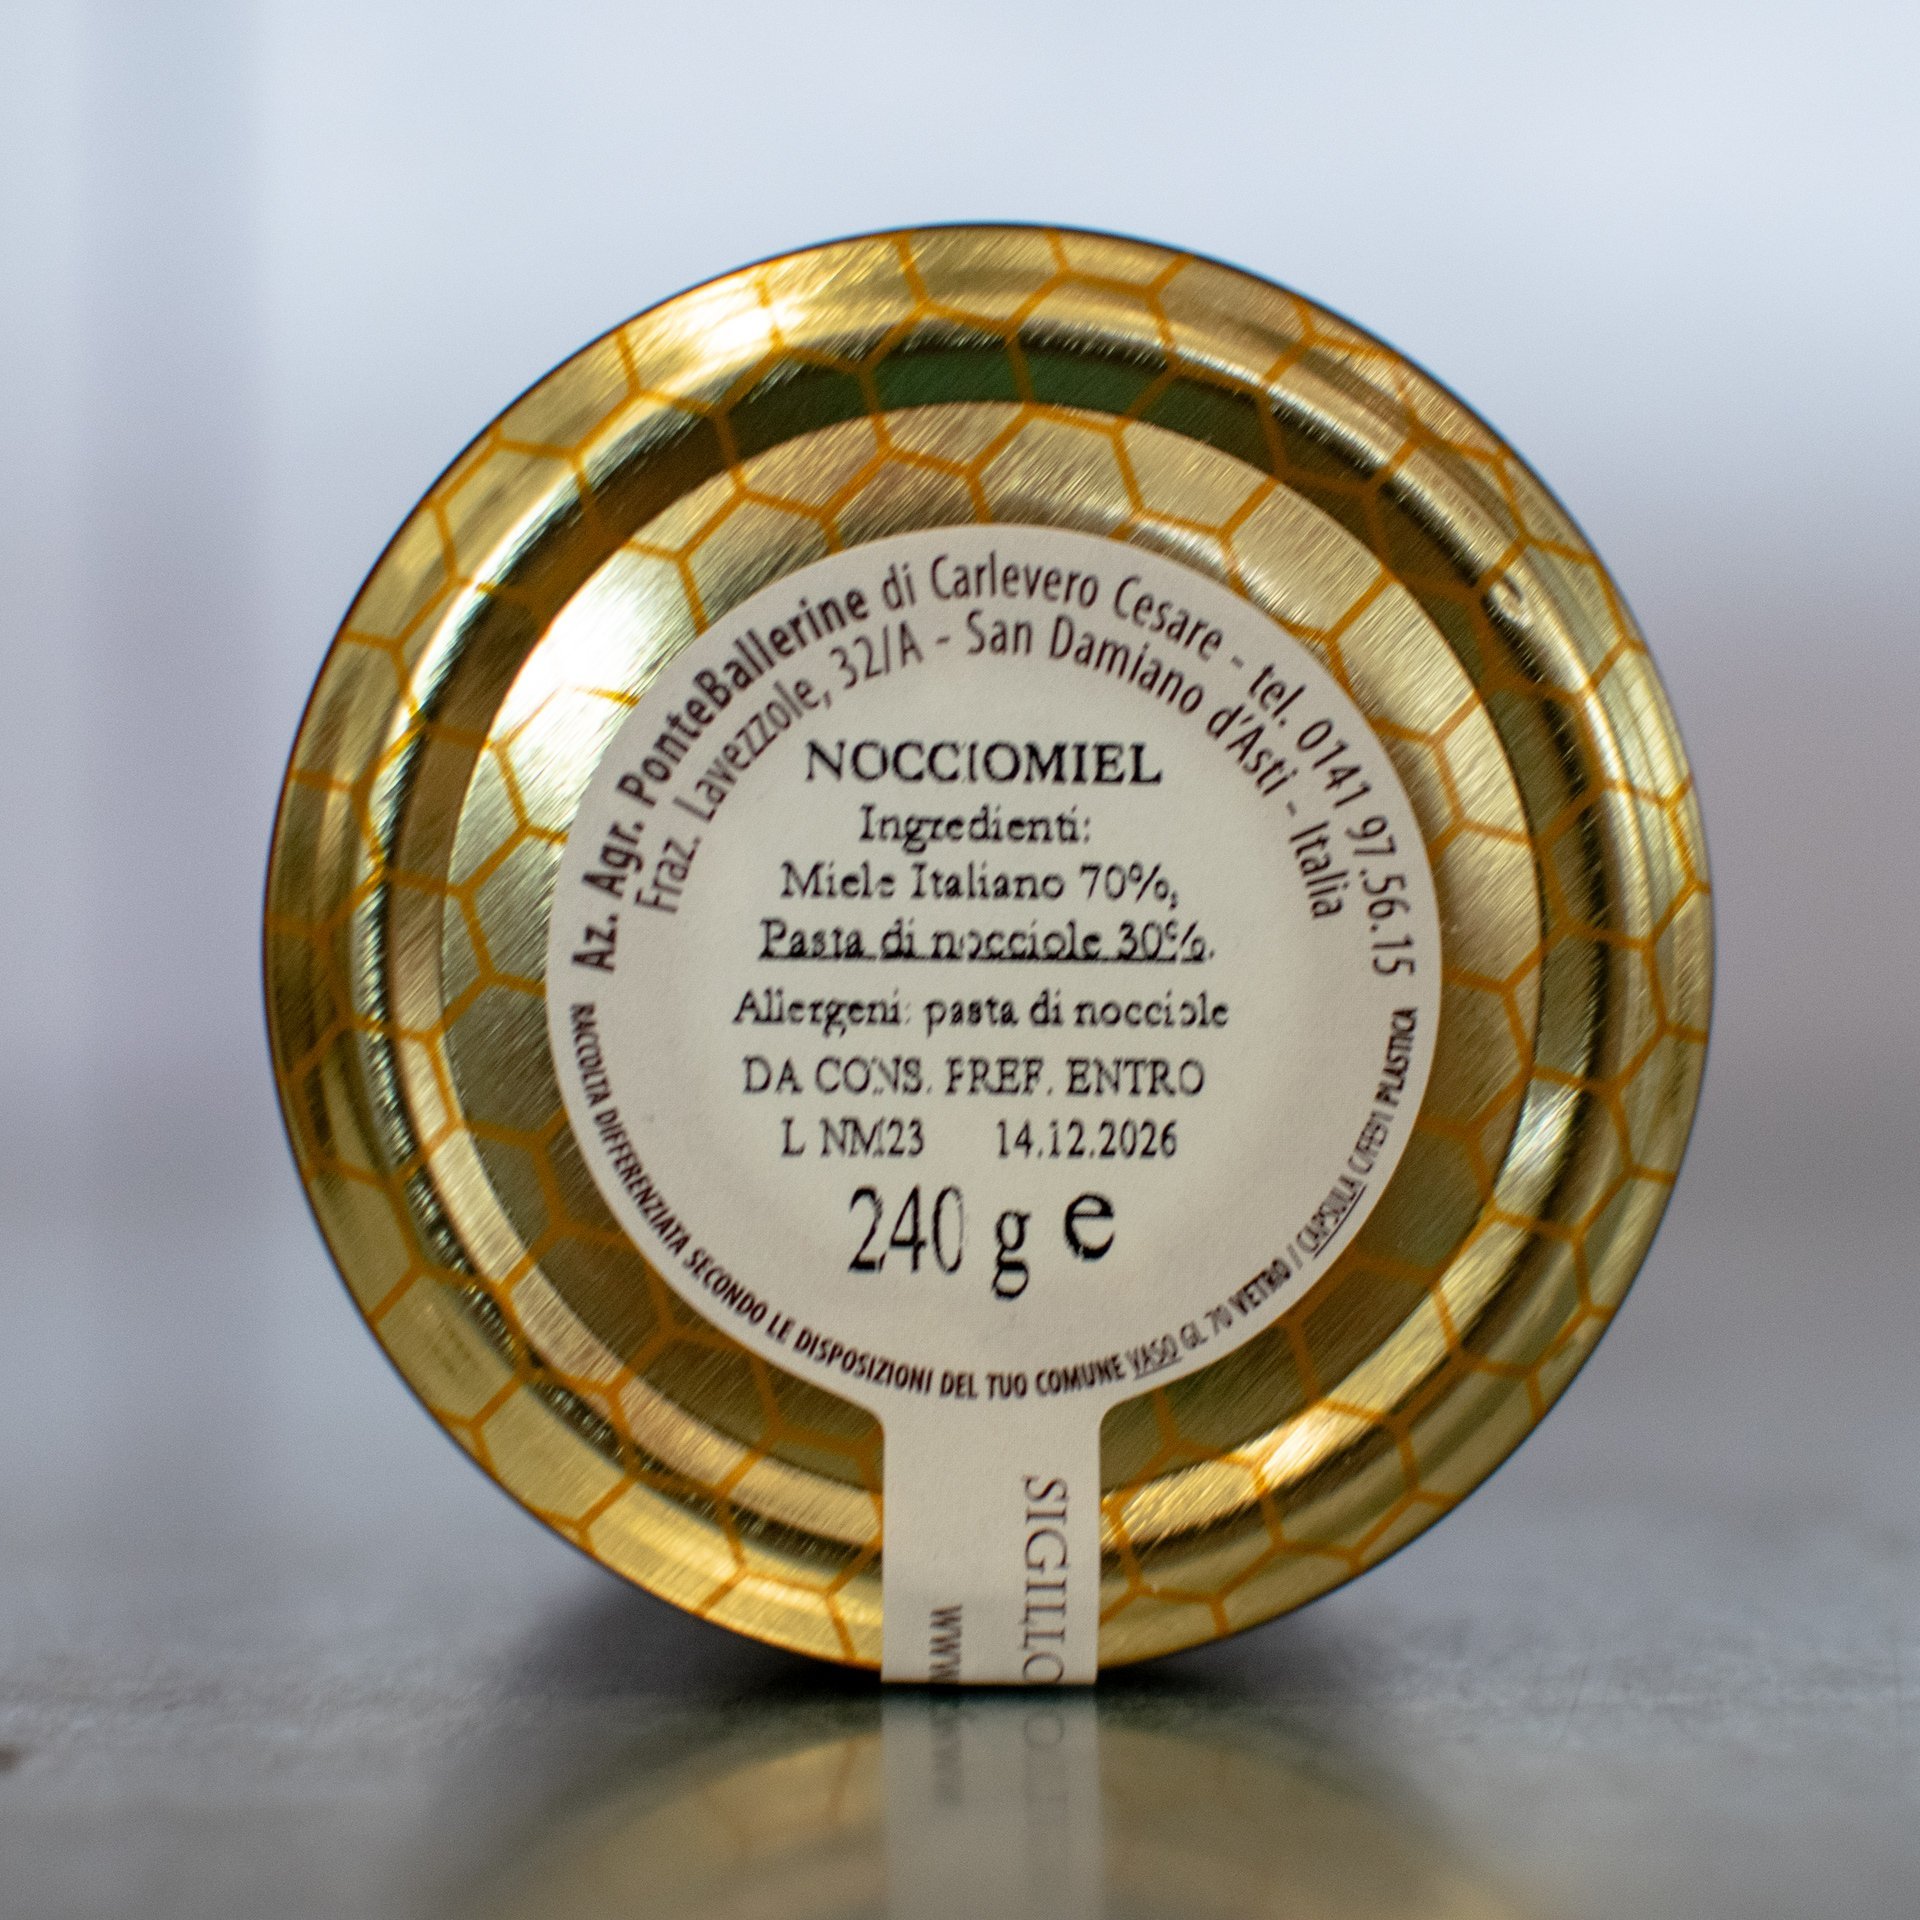 Az. Agr. PonteBallerine di Carlevero Cesare - tel. 0141 97.56.15
Fraz. Lavezzole, 32/A - San Damiano d'Asti - Italia
NOCCIOMIEL
Ingredienti:
Miele Italiano 70%,
Pasta di nocciole 30%.
Allergeni: pasta di nocciole
DA CONS. PREF. ENTRO
L NM23 14.12.2026
240 g e
RACCOLTA DIFFERENZIATA SECONDO LE DISPOSIZIONI DEL TUO COMUNE VASO GL 70 VETRO / CAPSULA C/FE91 PLASTICA
SIGILLO
www